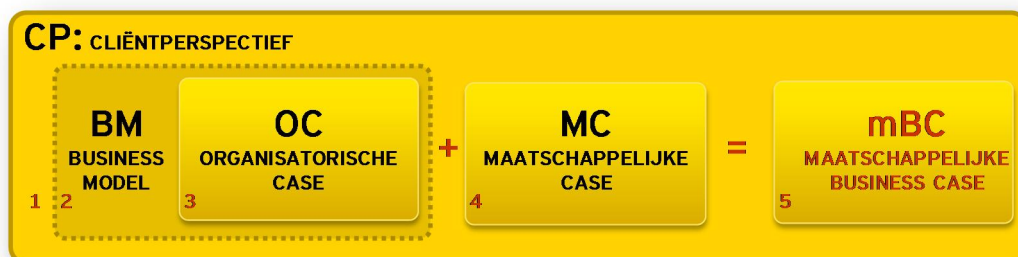 CP: CLIËNTPERSPECTIEF
BM
BUSINESS
MODEL
OC
ORGANISATORISCHE
CASE
+
MC
MAATSCHAPPELIJKE
CASE
=
mBC
MAATSCHAPPELIJKE
BUSINESS CASE
1 2 3 4 5